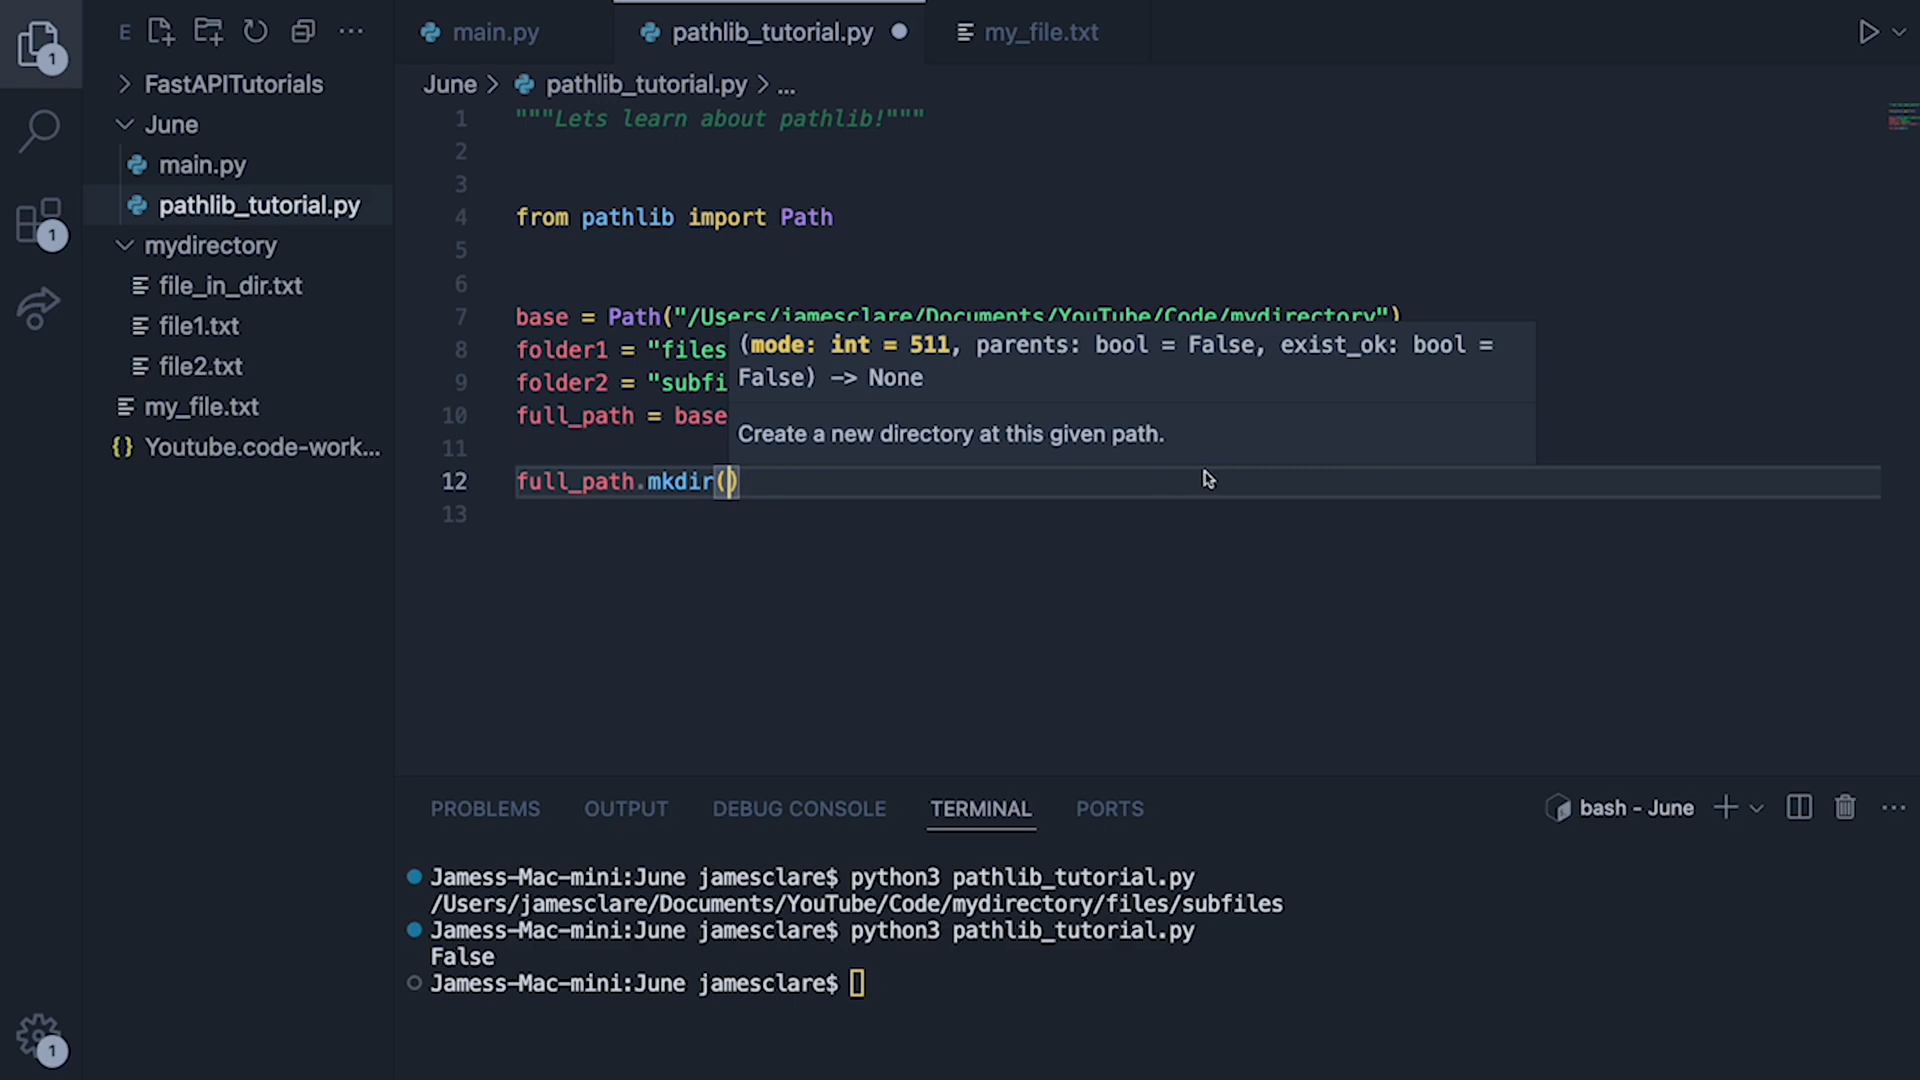 E
main.py
pathlib_tutorial.py
my_file.txt
1
FastAPITutorials
June
main.py
pathlib_tutorial.py
mydirectory
file_in_dir.txt
file1.txt
file2.txt
my_file.txt
{} Youtube.code-work...
1
1
June > pathlib_tutorial.py > ...
1 """Lets learn about pathlib!"""
2
3
4 from pathlib import Path
5
6
7 base = Path("/Users/jamesclare/Documents/YouTube/Code/mydirectory")
8 folder1 = "files
9 folder2 = "subfi
10 full_path = base
11
12 full_path.mkdir()
13
(mode: int = 511, parents: bool = False, exist_ok: bool =
False) -> None
Create a new directory at this given path.
PROBLEMS OUTPUT DEBUG CONSOLE TERMINAL PORTS
bash - June
Jamess-Mac-mini:June jamesclare$ python3 pathlib_tutorial.py
/Users/jamesclare/Documents/YouTube/Code/mydirectory/files/subfiles
Jamess-Mac-mini:June jamesclare$ python3 pathlib_tutorial.py
False
Jamess-Mac-mini:June jamesclare$